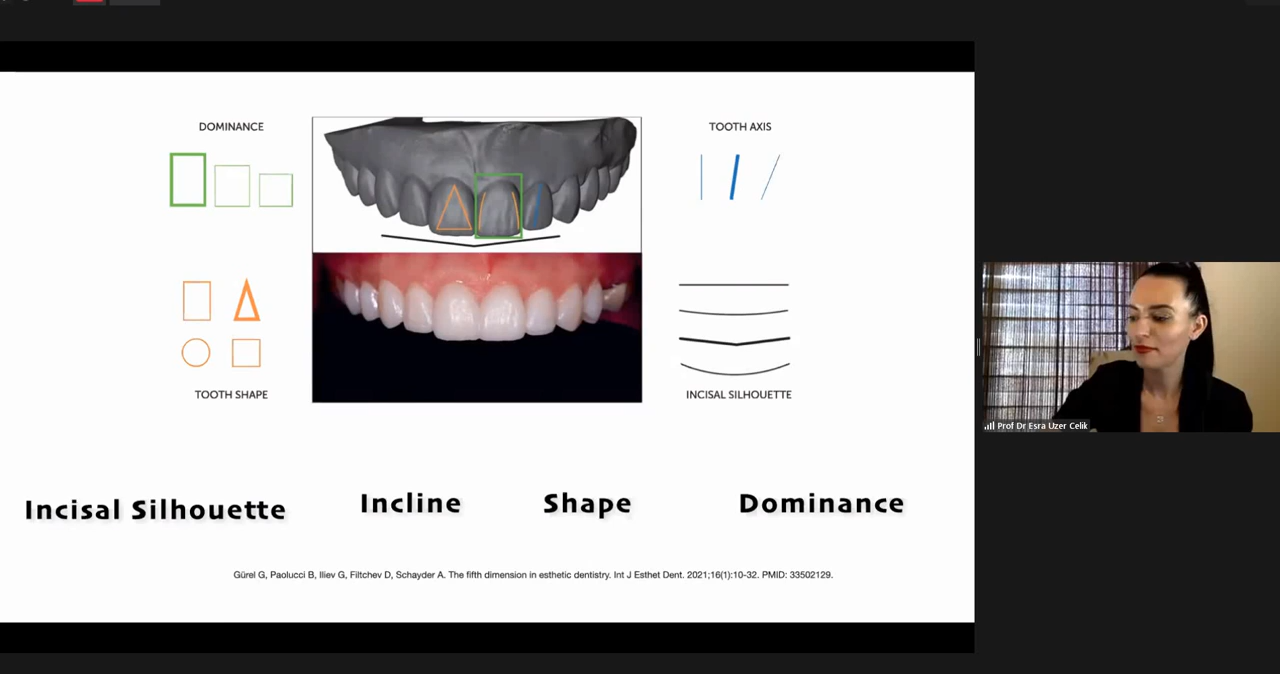 DOMINANCE
TOOTH AXIS
TOOTH SHAPE
INCISAL SILHOUETTE
Prof Dr Esra Uzer Celik
Incisal Silhouette
Incline
Shape
Dominance
Gürel G, Paolucci B, Iliev G, Filtchev D, Schayder A. The fifth dimension in esthetic dentistry. Int J Esthet Dent. 2021;16(1):10-32. PMID: 33502129.